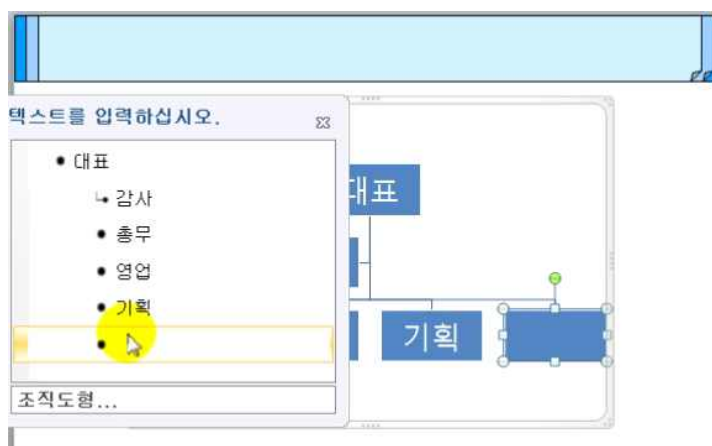 텍스트를 입력하십시오.
대표
감사
총무
영업
기획
조직도형...
대표
기획